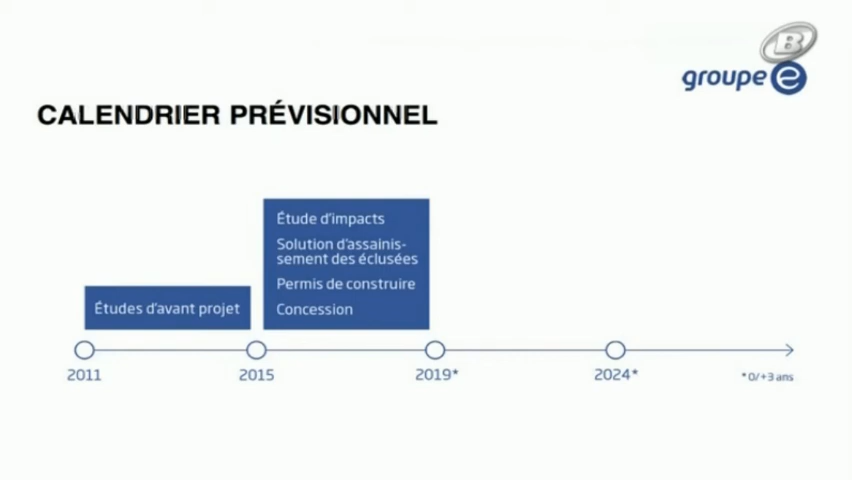 B
groupe e
CALENDRIER PRÉVISIONNEL
Étude d'impacts
Solution d'assainis-
sement des éclusées
Permis de construire
Concession
Études d'avant projet
2011
2015
2019*
2024*
*0/+3 ans